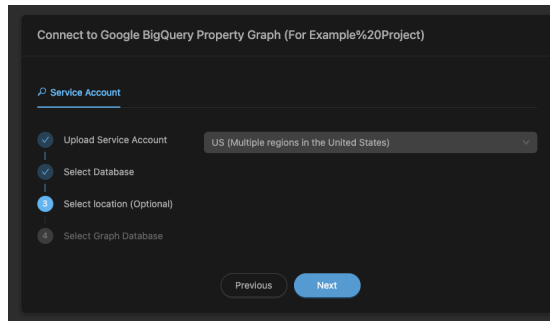 Connect to Google BigQuery Property Graph (For Example%20Project)
Service Account
Upload Service Account
US (Multiple regions in the United States)
Select Database
3 Select location (Optional)
4 Select Graph Database
Previous Next